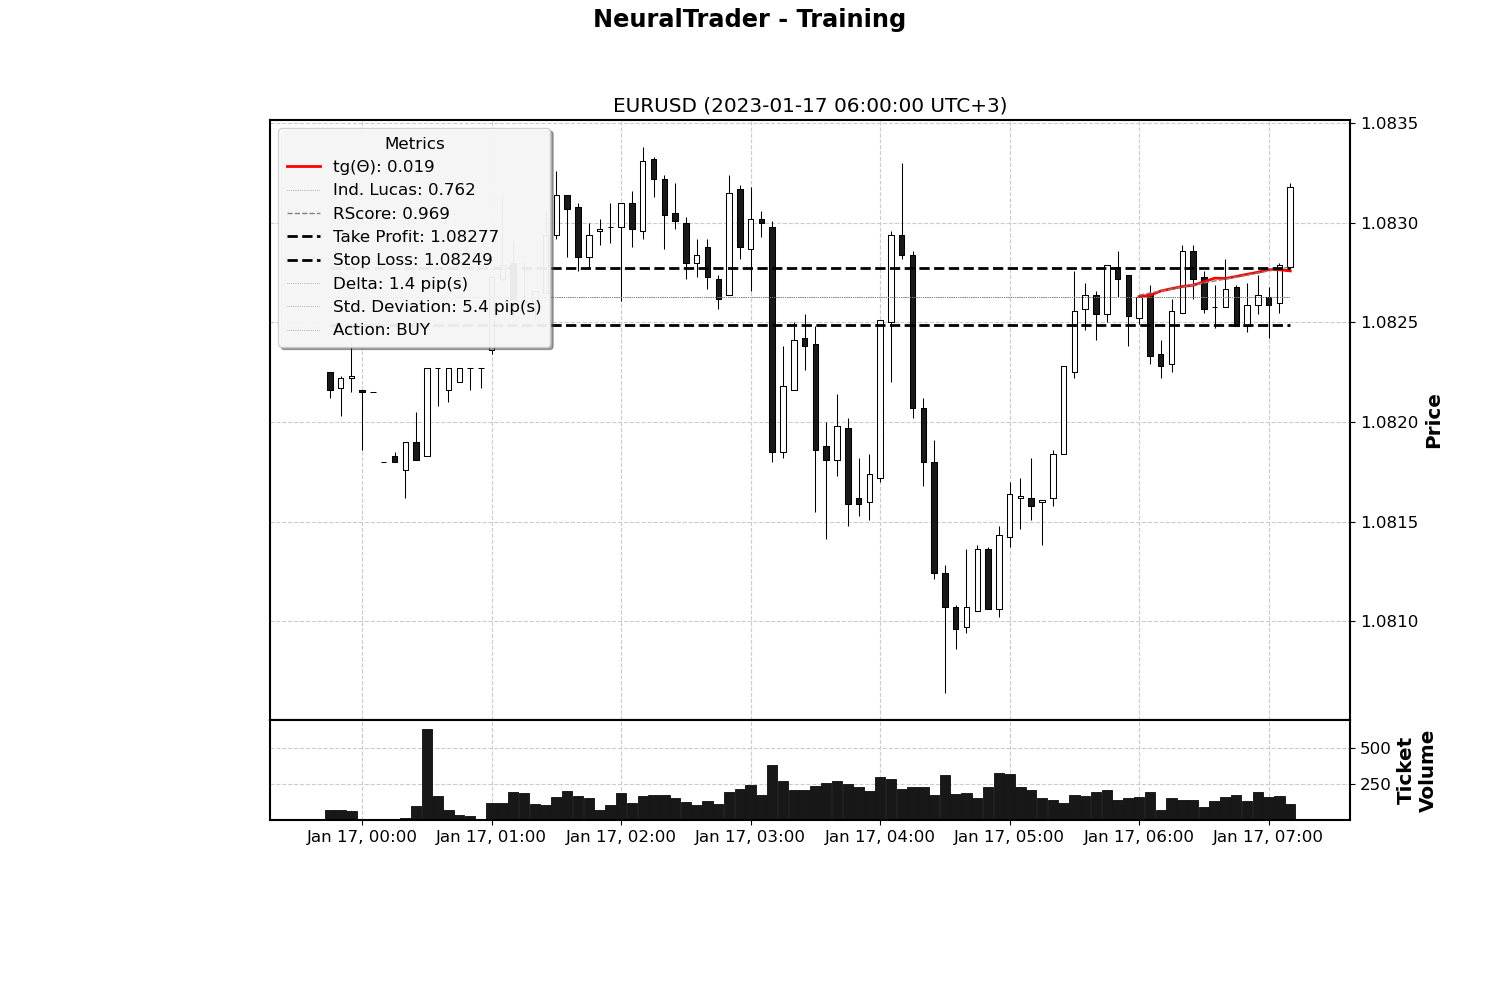 NeuralTrader - Training
EURUSD (2023-01-17 06:00:00 UTC+3)
Metrics
tg(Θ): 0.019
Ind. Lucas: 0.762
RScore: 0.969
Take Profit: 1.08277
Stop Loss: 1.08249
Delta: 1.4 pip(s)
Std. Deviation: 5.4 pip(s)
Action: BUY
1.0835
1.0830
1.0825
1.0820
1.0815
1.0810
Price
500
250
Ticket
Volume
Jan 17, 00:00
Jan 17, 01:00
Jan 17, 02:00
Jan 17, 03:00
Jan 17, 04:00
Jan 17, 05:00
Jan 17, 06:00
Jan 17, 07:00